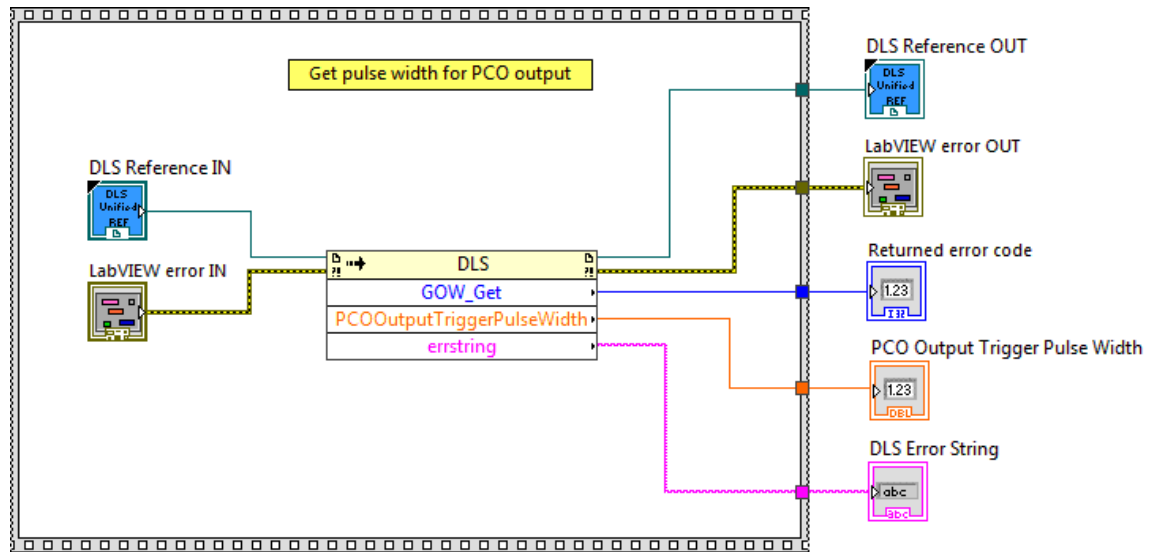 Get pulse width for PCO output
DLS Reference OUT
DLS
Unified
REF
LabVIEW error OUT
DLS Reference IN
DLS
Unified
REF
LabVIEW error IN
?!
DLS
?!
GOW_Get
PCOOutputTriggerPulseWidth
errstring
Returned error code
1.23
I32
PCO Output Trigger Pulse Width
1.23
DBL
DLS Error String
abc
abc